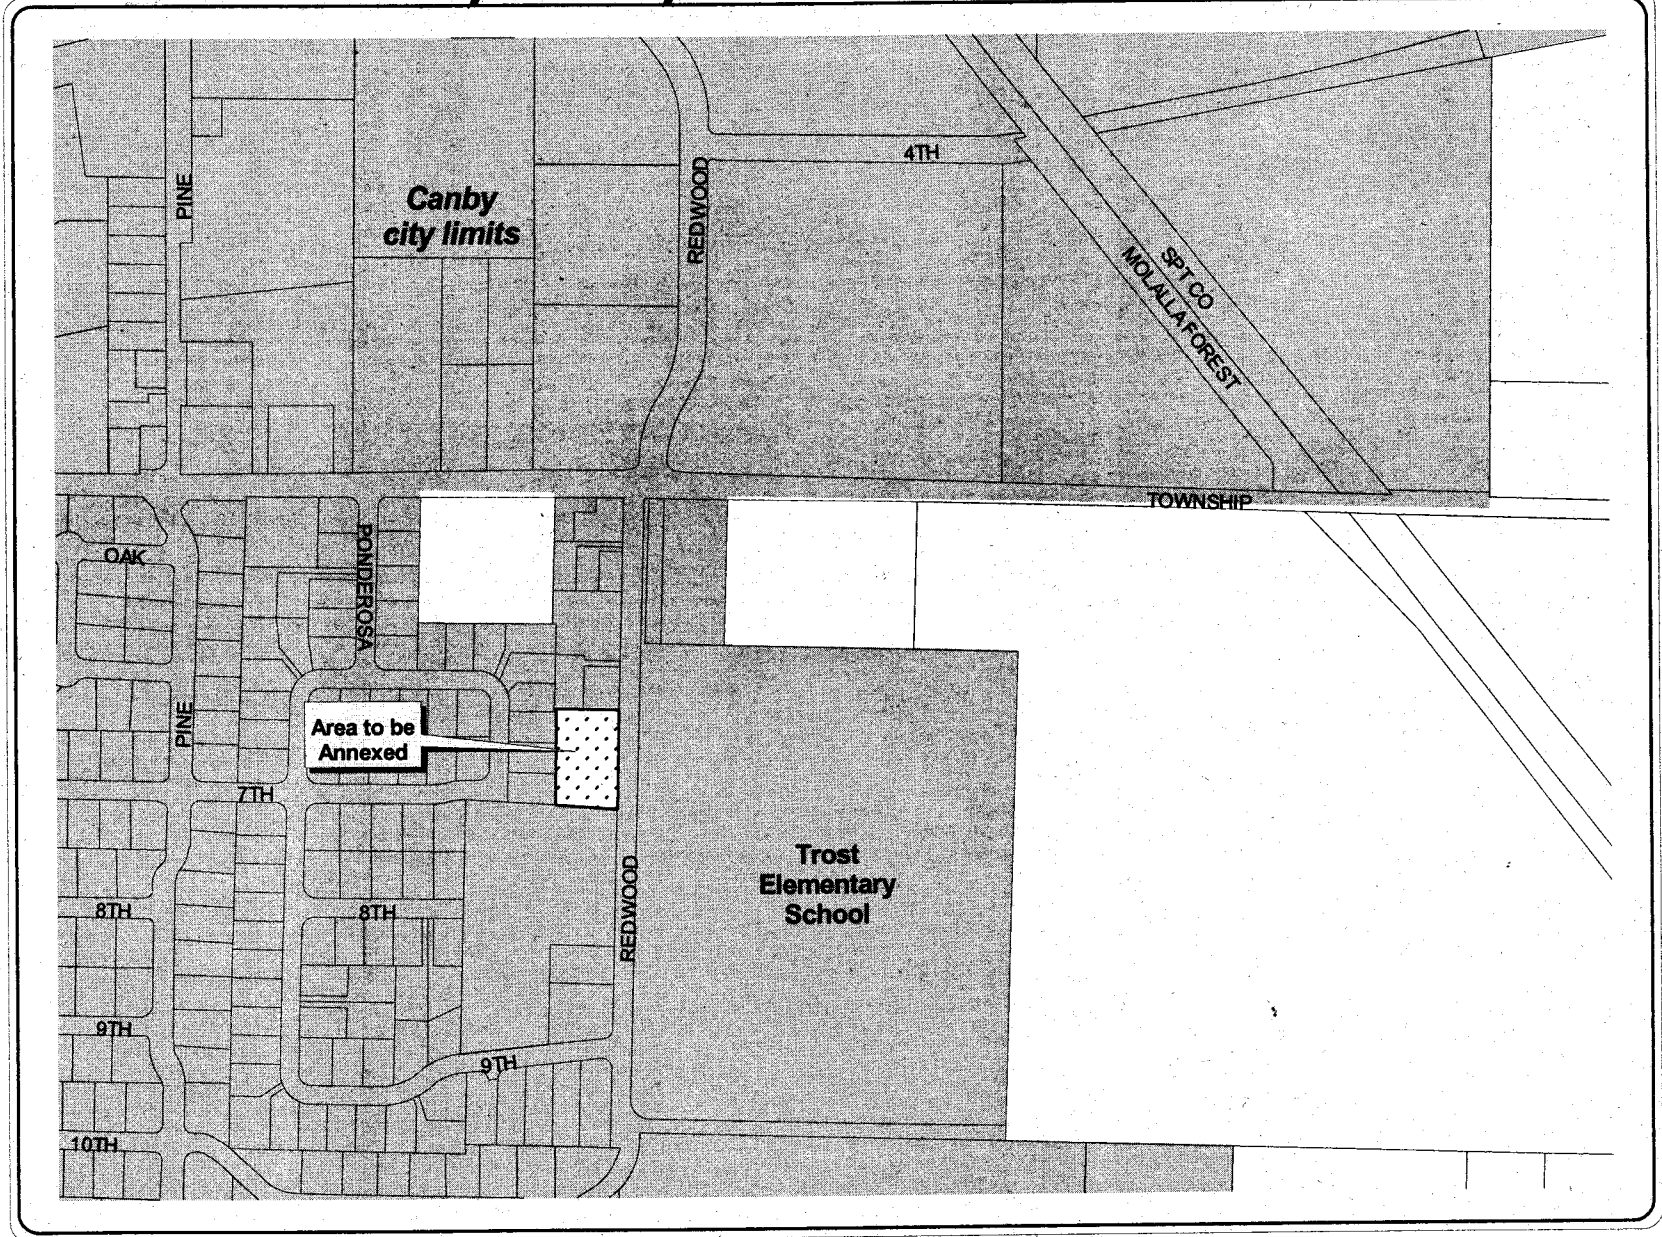 4TH
PINE
REDWOOD
Canby
city limits
SPT CO
MOLALLA FOREST
TOWNSHIP
OAK
PONDEROSA
PINE
Area to be
Annexed
7TH
Trost
Elementary
School
REDWOOD
8TH
8TH
9TH
9TH
10TH